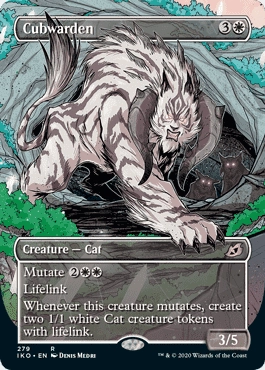 Cubwarden 3
Creature — Cat
Mutate 2
Lifelink
Whenever this creature mutates, create
two 1/1 white Cat creature tokens
with lifelink.
3/5
279 R
IKO • EN DENIS MEDRI ™ & © 2020 Wizards of the Coast